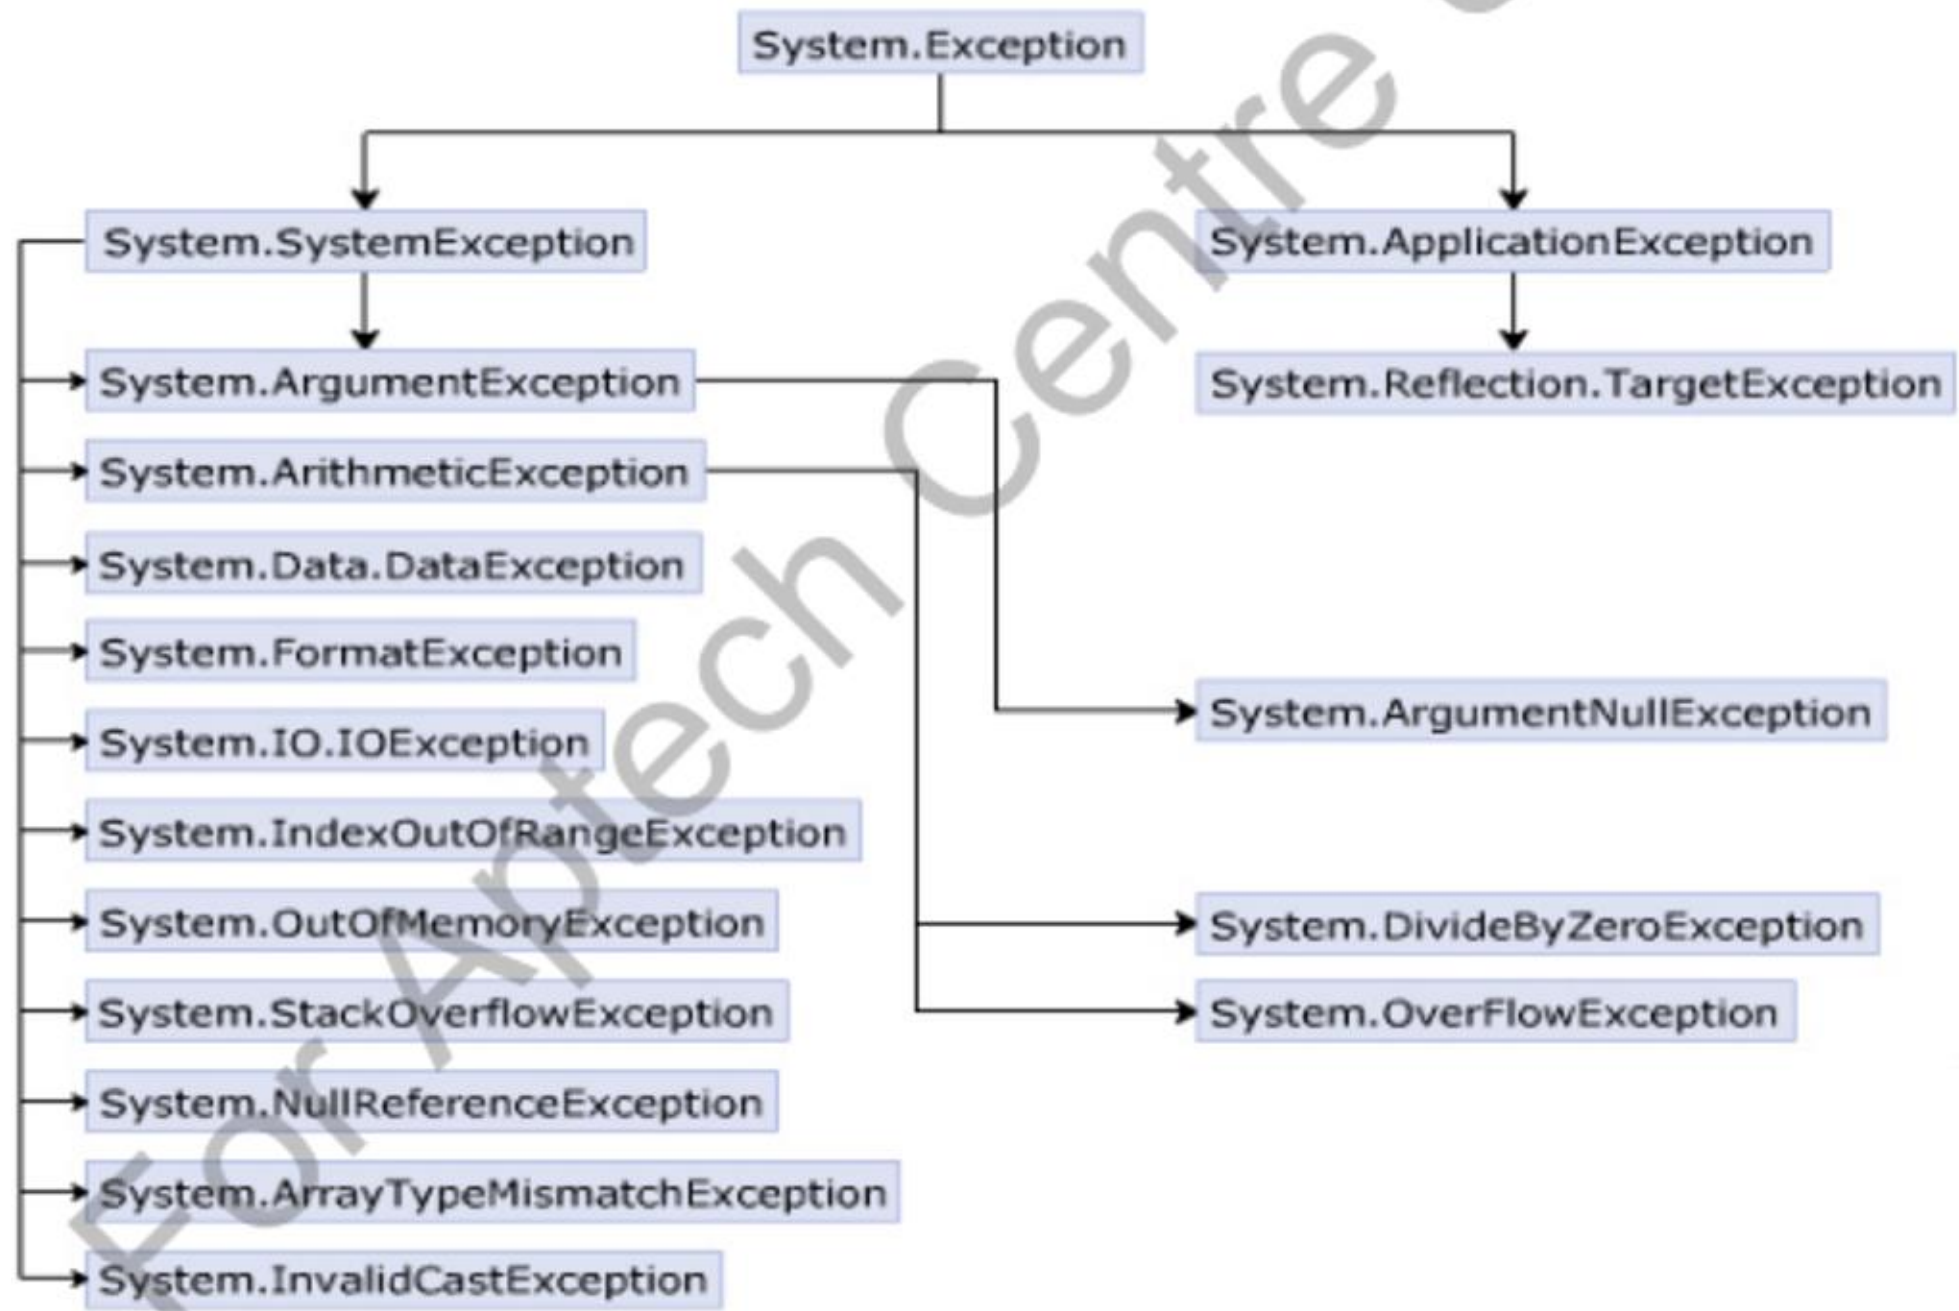 System.Exception
System.SystemException
System.ApplicationException
System.ArgumentException
System.Reflection.TargetException
System.ArithmeticException
System.Data.DataException
System.FormatException
System.ArgumentNullException
System.IO.IOException
System.IndexOutOfRangeException
System.OutOfMemoryException
System.DivideByZeroException
System.StackOverflowException
System.OverFlowException
System.NullReferenceException
System.ArrayTypeMismatchException
System.InvalidCastException
For Aptech Centre